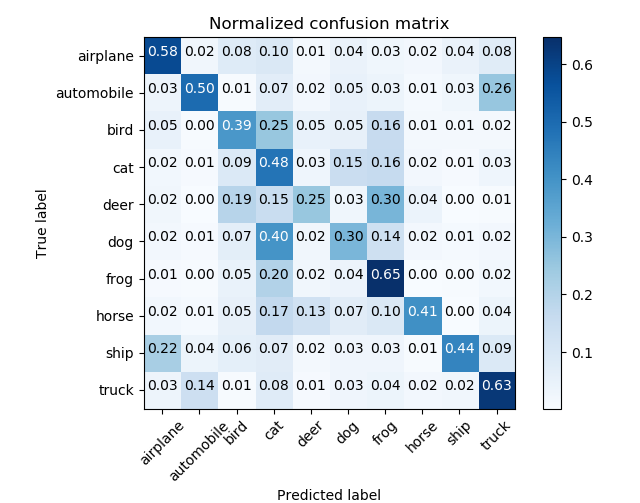 Normalized confusion matrix
airplane 0.58 0.02 0.08 0.10 0.01 0.04 0.03 0.02 0.04 0.08
automobile 0.03 0.50 0.01 0.07 0.02 0.05 0.03 0.01 0.03 0.26
bird 0.05 0.00 0.39 0.25 0.05 0.05 0.16 0.01 0.01 0.02
cat 0.02 0.01 0.09 0.48 0.03 0.15 0.16 0.02 0.01 0.03
deer 0.02 0.00 0.19 0.15 0.25 0.03 0.30 0.04 0.00 0.01
dog 0.02 0.01 0.07 0.40 0.02 0.30 0.14 0.02 0.01 0.02
frog 0.01 0.00 0.05 0.20 0.02 0.04 0.65 0.00 0.00 0.02
horse 0.02 0.01 0.05 0.17 0.13 0.07 0.10 0.41 0.00 0.04
ship 0.22 0.04 0.06 0.07 0.02 0.03 0.03 0.01 0.44 0.09
truck 0.03 0.14 0.01 0.08 0.01 0.03 0.04 0.02 0.02 0.63
airplane automobile bird cat deer dog frog horse ship truck
True label
Predicted label
0.6
0.5
0.4
0.3
0.2
0.1